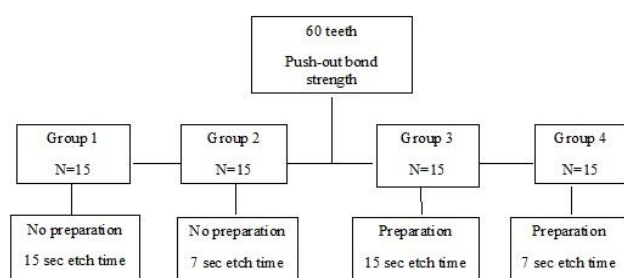 60 teeth
Push-out bond
strength
Group 1
N=15
Group 2
N=15
Group 3
N=15
Group 4
N=15
No preparation
15 sec etch time
No preparation
7 sec etch time
Preparation
15 sec etch time
Preparation
7 sec etch time